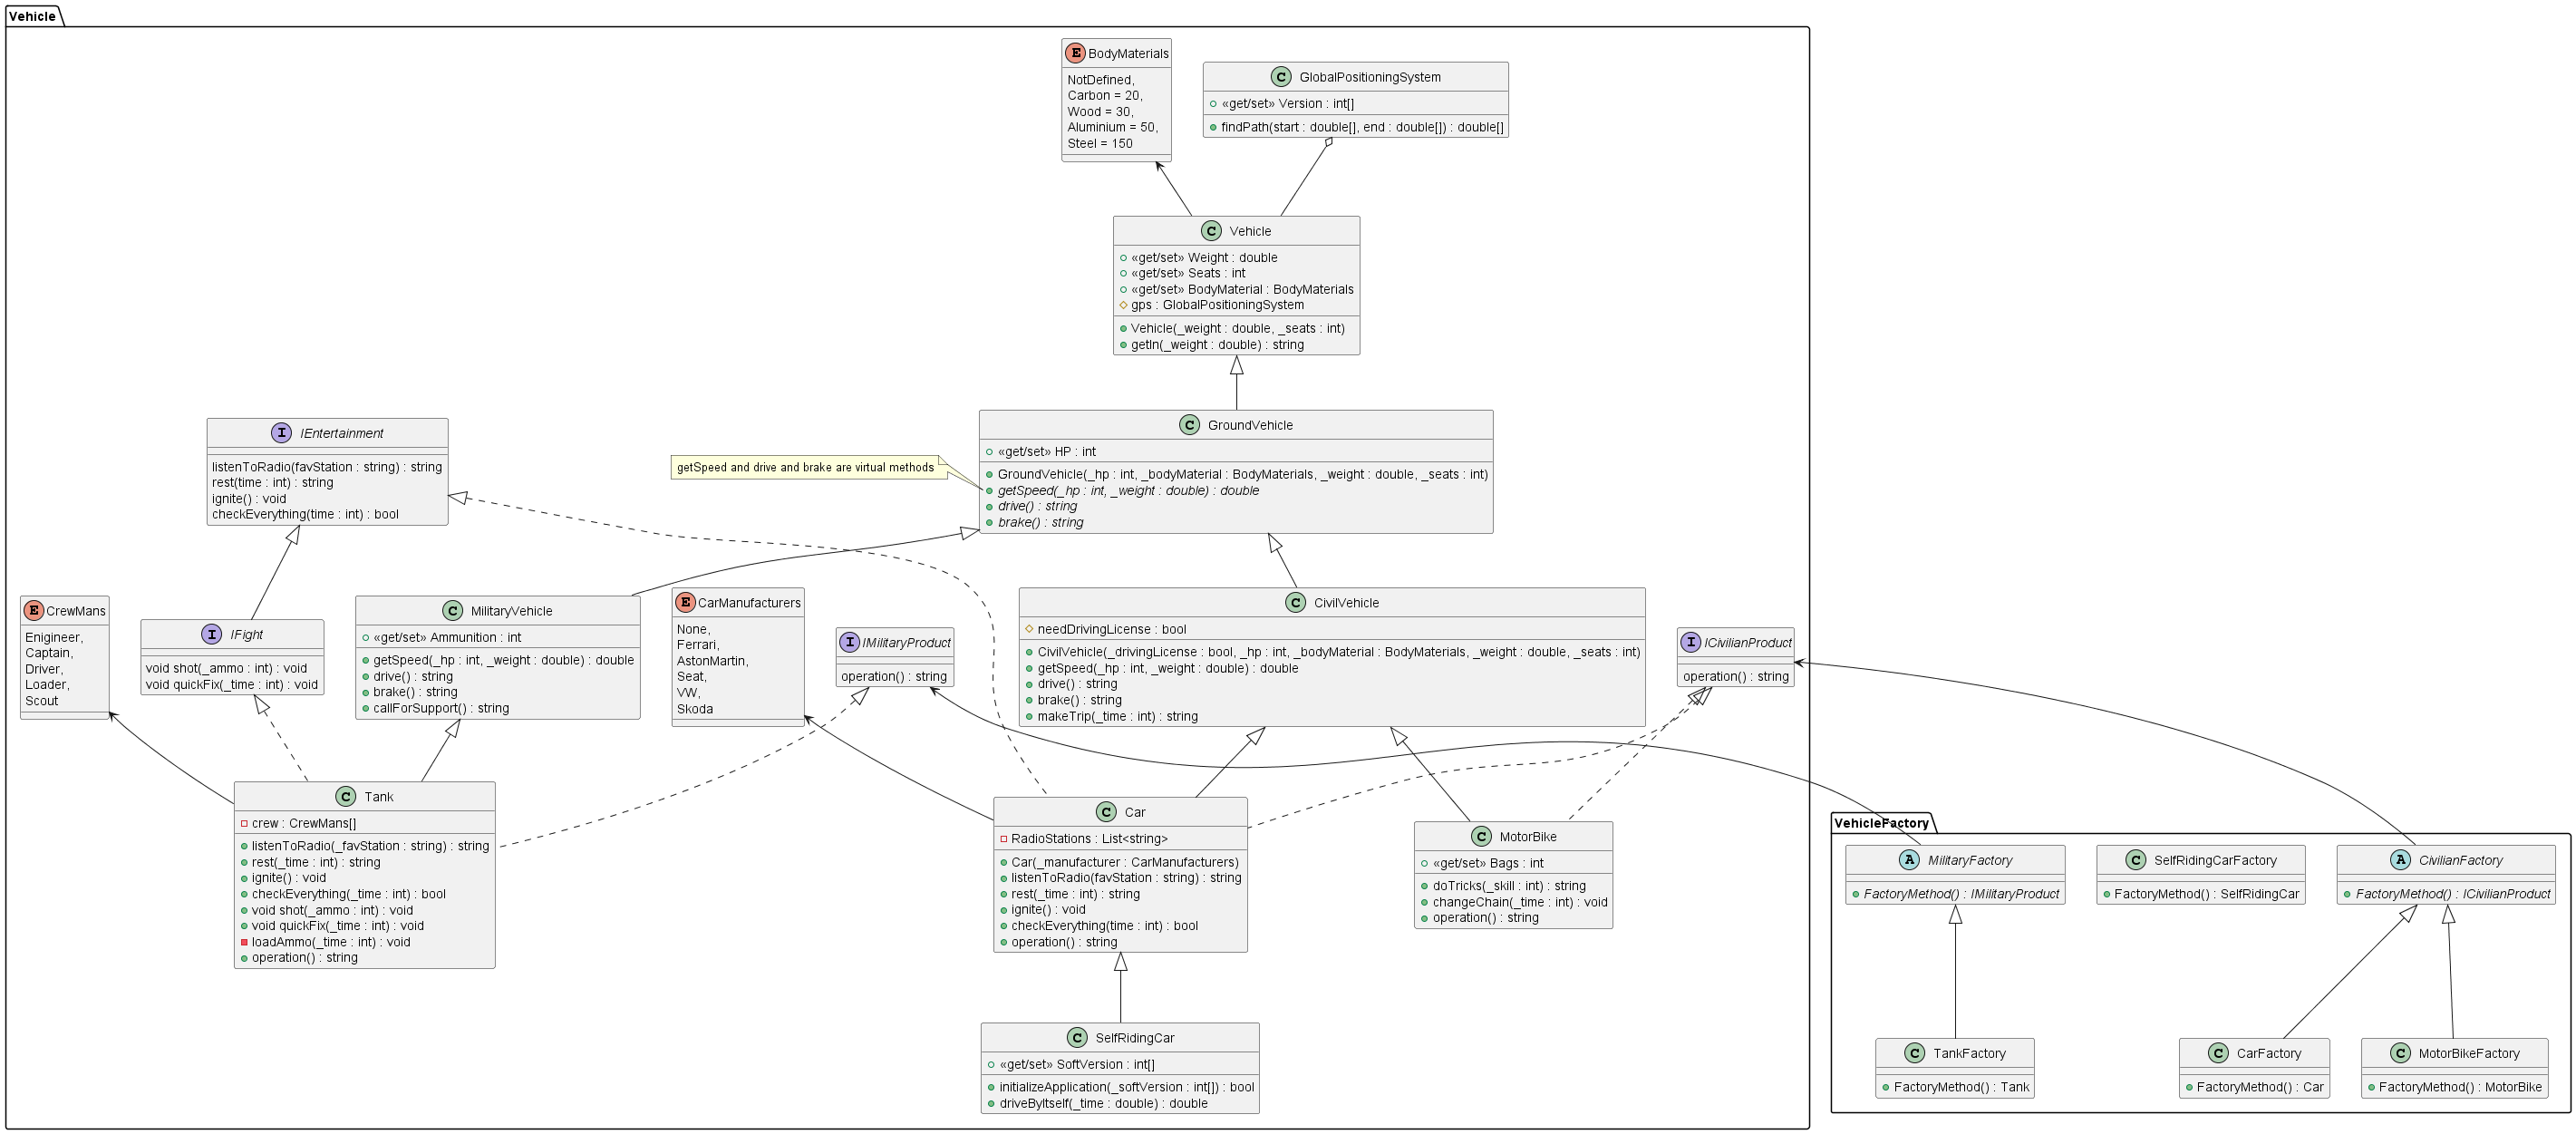 Vehicle
E BodyMaterials
NotDefined,
Carbon = 20,
Wood = 30,
Aluminium = 50,
Steel = 150
C GlobalPositioningSystem
«get/set» Version : int[]
findPath(start : double[], end : double[]) : double[]
C Vehicle
«get/set» Weight : double
«get/set» Seats : int
«get/set» BodyMaterial : BodyMaterials
gps : GlobalPositioningSystem
Vehicle(_weight : double, _seats : int)
getIn(_weight : double) : string
I IEntertainment
listenToRadio(favStation : string) : string
rest(time : int) : string
ignite() : void
checkEverything(time : int) : bool
getSpeed and drive and brake are virtual methods
C GroundVehicle
«get/set» HP : int
GroundVehicle(_hp : int, _bodyMaterial : BodyMaterials, _weight : double, _seats : int)
getSpeed(_hp : int, _weight : double) : double
drive() : string
brake() : string
E CrewMans
Enigineer,
Captain,
Driver,
Loader,
Scout
I IFight
void shot(_ammo : int) : void
void quickFix(_time : int) : void
C MilitaryVehicle
«get/set» Ammunition : int
getSpeed(_hp : int, _weight : double) : double
drive() : string
brake() : string
callForSupport() : string
E CarManufacturers
None,
Ferrari,
AstonMartin,
Seat,
VW,
Skoda
I IMilitaryProduct
operation() : string
C CivilVehicle
needDrivingLicense : bool
CivilVehicle(_drivingLicense : bool, _hp : int, _bodyMaterial : BodyMaterials, _weight : double, _seats : int)
getSpeed(_hp : int, _weight : double) : double
drive() : string
brake() : string
makeTrip(_time : int) : string
I ICivilianProduct
operation() : string
C Tank
crew : CrewMans[]
listenToRadio(_favStation : string) : string
rest(_time : int) : string
ignite() : void
checkEverything(_time : int) : bool
void shot(_ammo : int) : void
void quickFix(_time : int) : void
loadAmmo(_time : int) : void
operation() : string
C Car
RadioStations : List<string>
Car(_manufacturer : CarManufacturers)
listenToRadio(favStation : string) : string
rest(_time : int) : string
ignite() : void
checkEverything(time : int) : bool
operation() : string
C MotorBike
«get/set» Bags : int
doTricks(_skill : int) : string
changeChain(_time : int) : void
operation() : string
C SelfRidingCar
«get/set» SoftVersion : int[]
initializeApplication(_softVersion : int[]) : bool
driveByItself(_time : double) : double
VehicleFactory
A MilitaryFactory
FactoryMethod() : IMilitaryProduct
C SelfRidingCarFactory
FactoryMethod() : SelfRidingCar
A CivilianFactory
FactoryMethod() : ICivilianProduct
C TankFactory
FactoryMethod() : Tank
C CarFactory
FactoryMethod() : Car
C MotorBikeFactory
FactoryMethod() : MotorBike